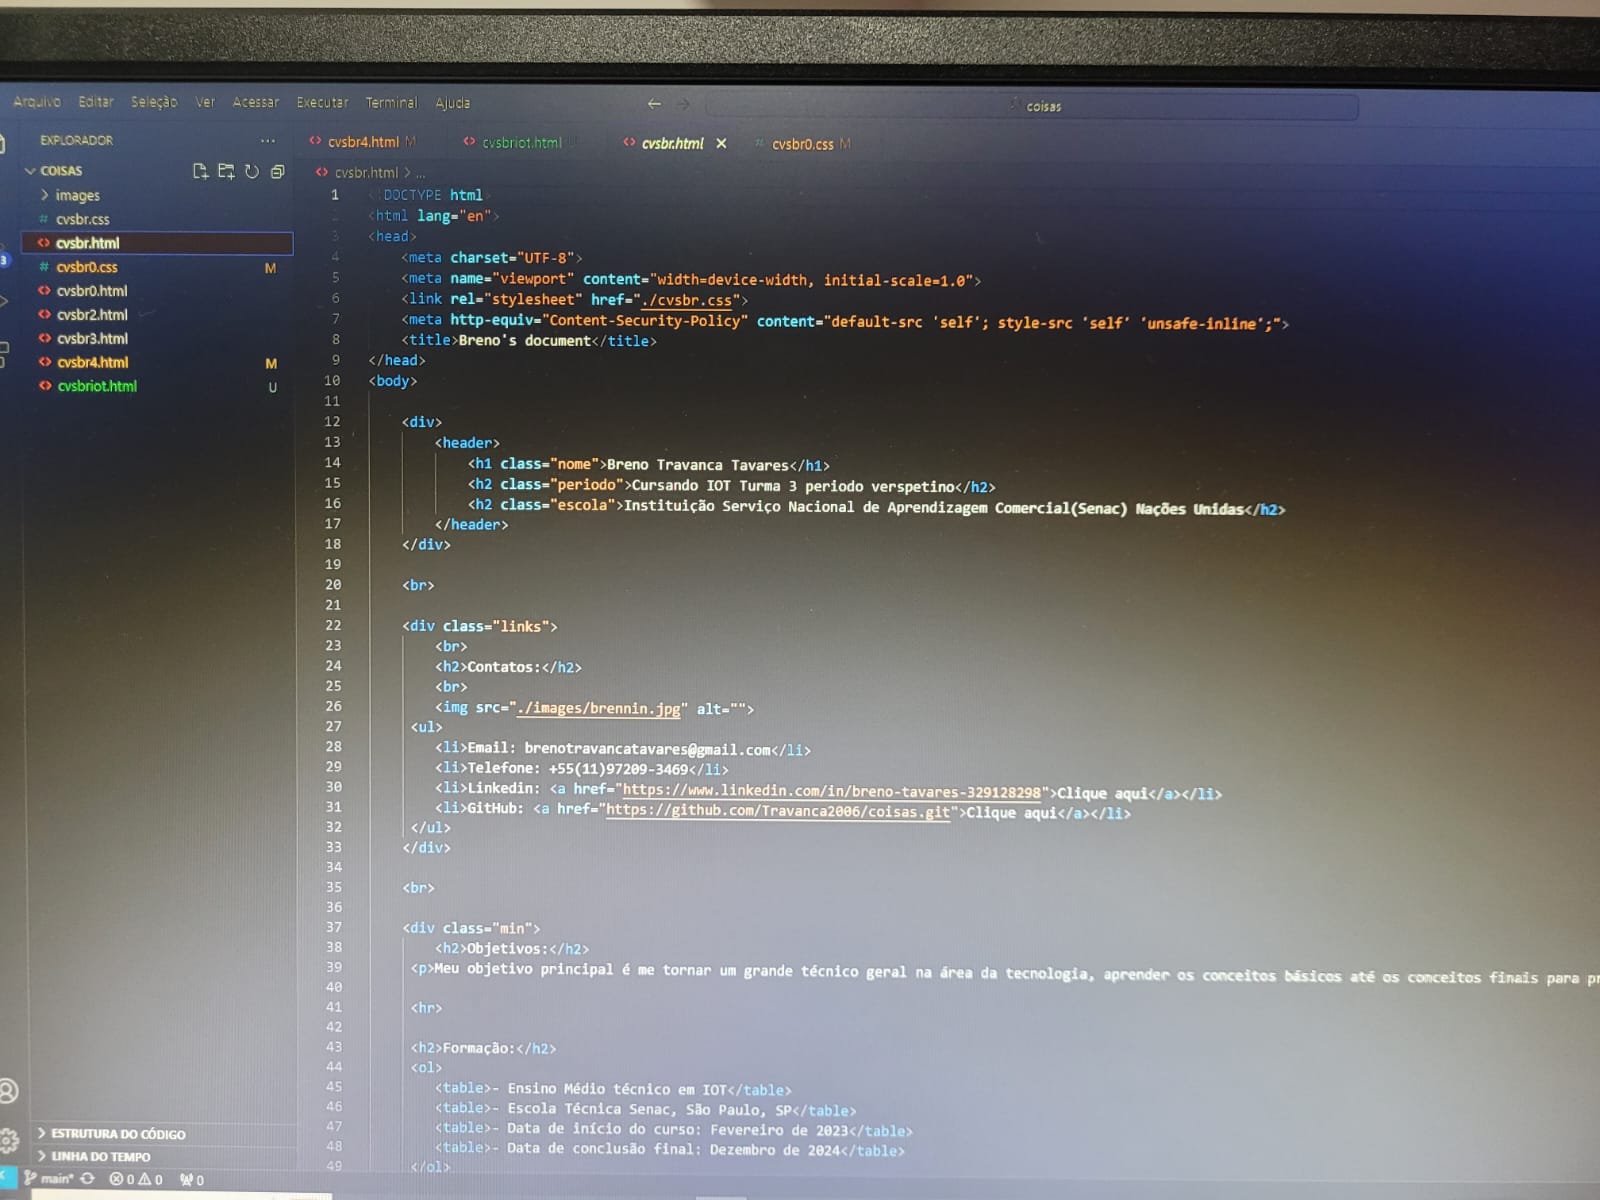 Arquivo Editar Seleção Ver Acessar Executar Terminal Ajuda
coisas
EXPLORADOR
cvsbr4.html M
cvsbriot.html U
cvsbr.html
cvsbr0.css M
COISAS
cvsbr.html > ...
images
cvsbr.css
cvsbr.html
cvsbr0.css M
cvsbr0.html
cvsbr2.html
cvsbr3.html
cvsbr4.html M
cvsbriot.html U
3
1 <!DOCTYPE html>
2 <html lang="en">
3 <head>
4 <meta charset="UTF-8">
5 <meta name="viewport" content="width=device-width, initial-scale=1.0">
6 <link rel="stylesheet" href="./cvsbr.css">
7 <meta http-equiv="Content-Security-Policy" content="default-src 'self'; style-src 'self' 'unsafe-inline';">
8 <title>Breno's document</title>
9 </head>
10 <body>
11
12 <div>
13 <header>
14 <h1 class="nome">Breno Travanca Tavares</h1>
15 <h2 class="periodo">Cursando IOT Turma 3 periodo verspetino</h2>
16 <h2 class="escola">Instituição Serviço Nacional de Aprendizagem Comercial(Senac) Nações Unidas</h2>
17 </header>
18 </div>
19
20 <br>
21
22 <div class="links">
23 <br>
24 <h2>Contatos:</h2>
25 <br>
26 <img src="./images/brennin.jpg" alt="">
27 <ul>
28 <li>Email: brenotravancatavares@gmail.com</li>
29 <li>Telefone: +55(11)97209-3469</li>
30 <li>Linkedin: <a href="https://www.linkedin.com/in/breno-tavares-329128298">Clique aqui</a></li>
31 <li>GitHub: <a href="https://github.com/Travanca2006/coisas.git">Clique aqui</a></li>
32 </ul>
33 </div>
34
35 <br>
36
37 <div class="min">
38 <h2>Objetivos:</h2>
39 <p>Meu objetivo principal é me tornar um grande técnico geral na área da tecnologia, aprender os conceitos básicos até os conceitos finais para pr
40
41 <hr>
42
43 <h2>Formação:</h2>
44 <ol>
45 <table>- Ensino Médio técnico em IOT</table>
46 <table>- Escola Técnica Senac, São Paulo, SP</table>
47 <table>- Data de início do curso: Fevereiro de 2023</table>
48 <table>- Data de conclusão final: Dezembro de 2024</table>
49 </ol>
ESTRUTURA DO CÓDIGO
LINHA DO TEMPO
main* 0 0 0